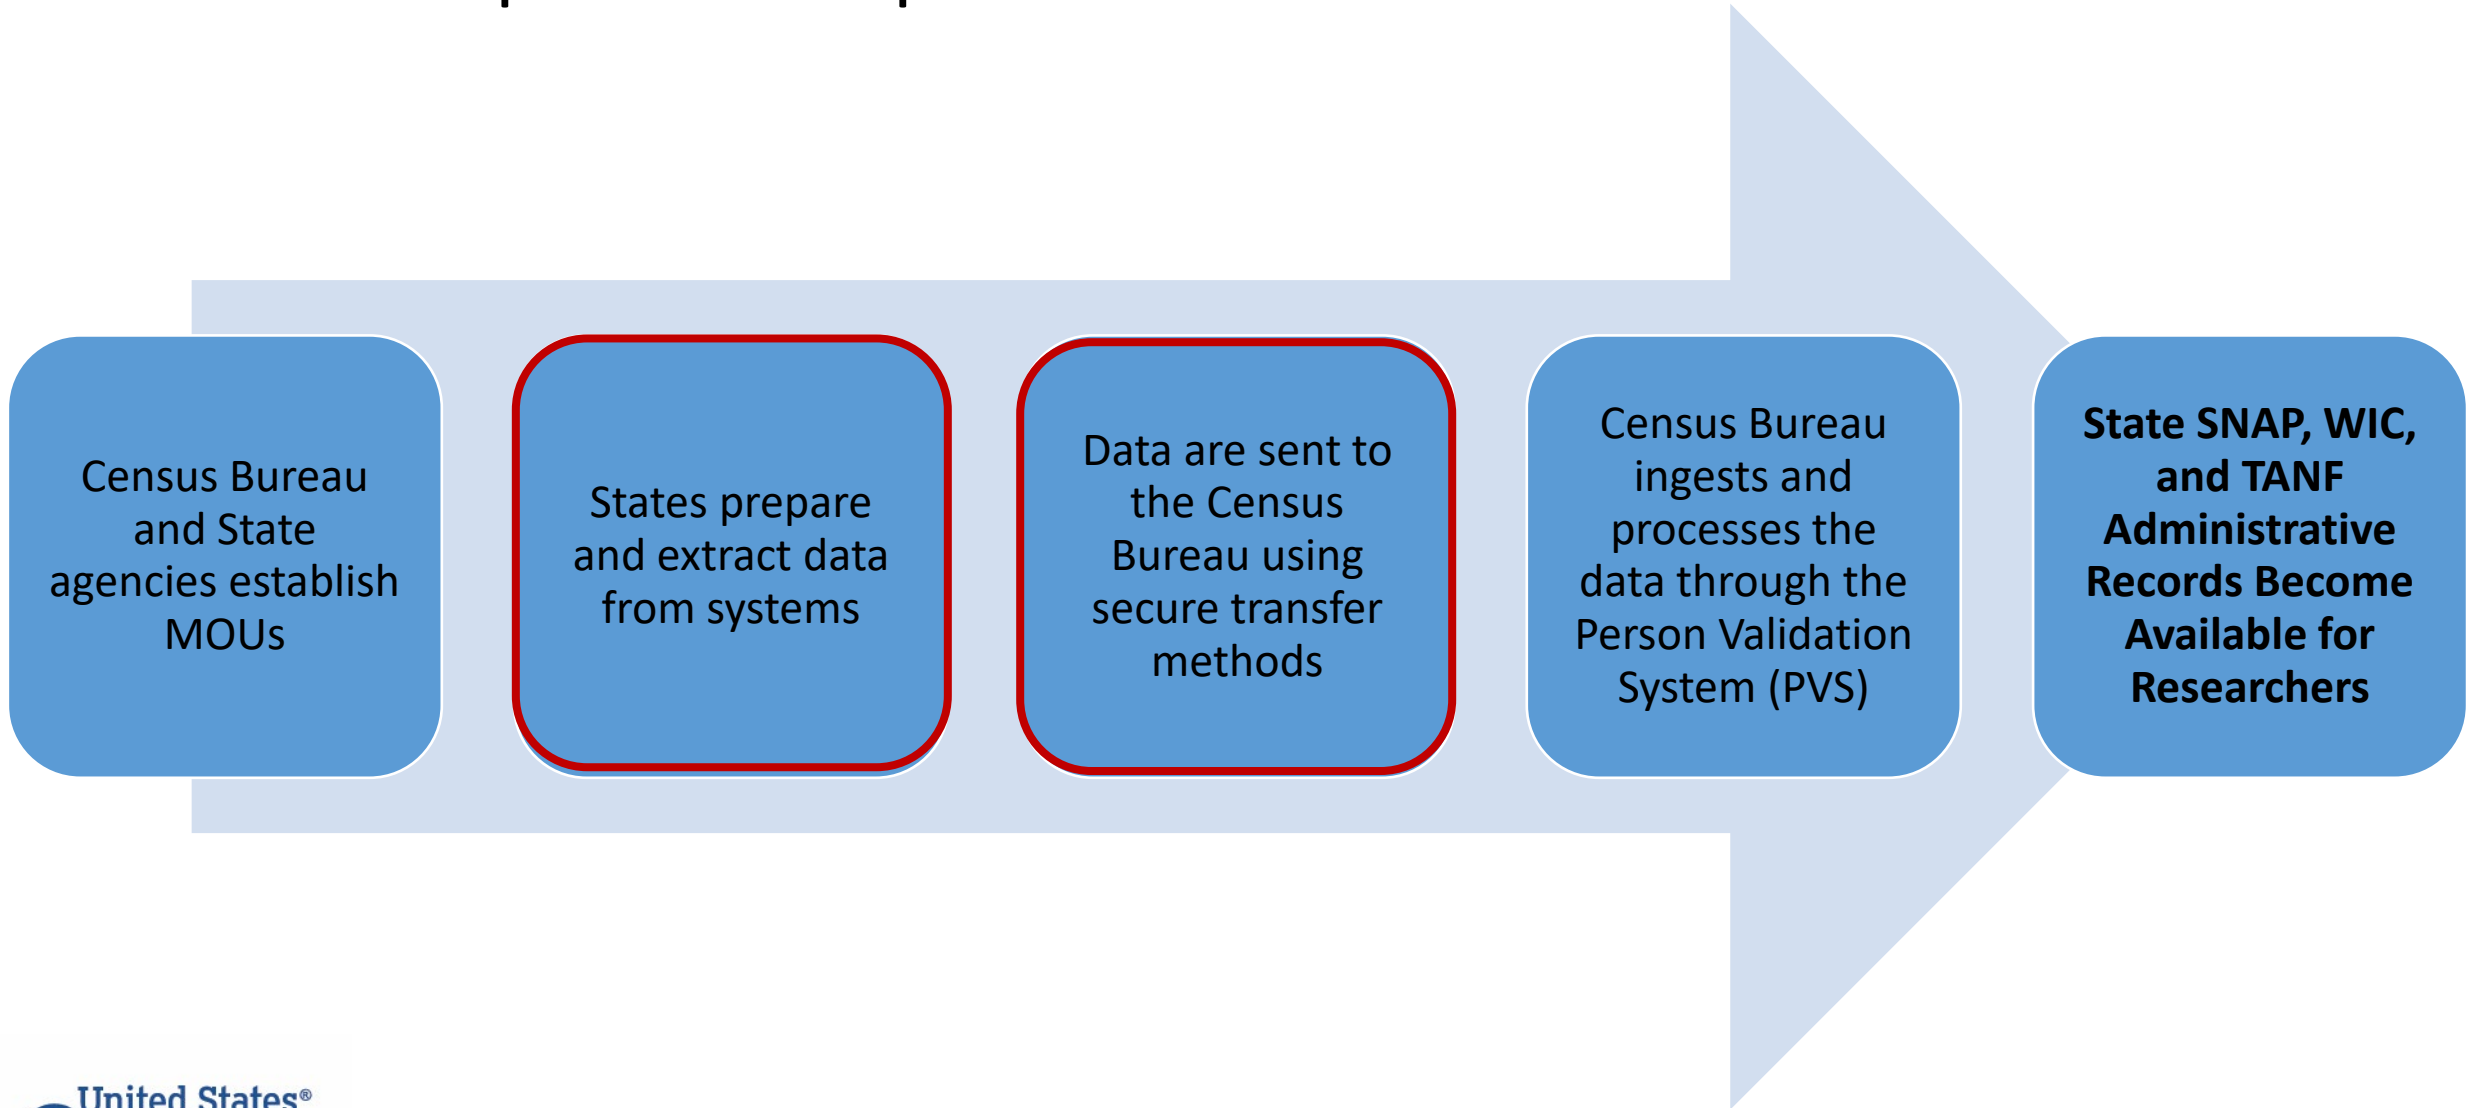 Census Bureau
and State
agencies establish
MOUs
States prepare
and extract data
from systems
Data are sent to
the Census
Bureau using
secure transfer
methods
Census Bureau
ingests and
processes the
data through the
Person Validation
System (PVS)
State SNAP, WIC,
and TANF
Administrative
Records Become
Available for
Researchers
United States®